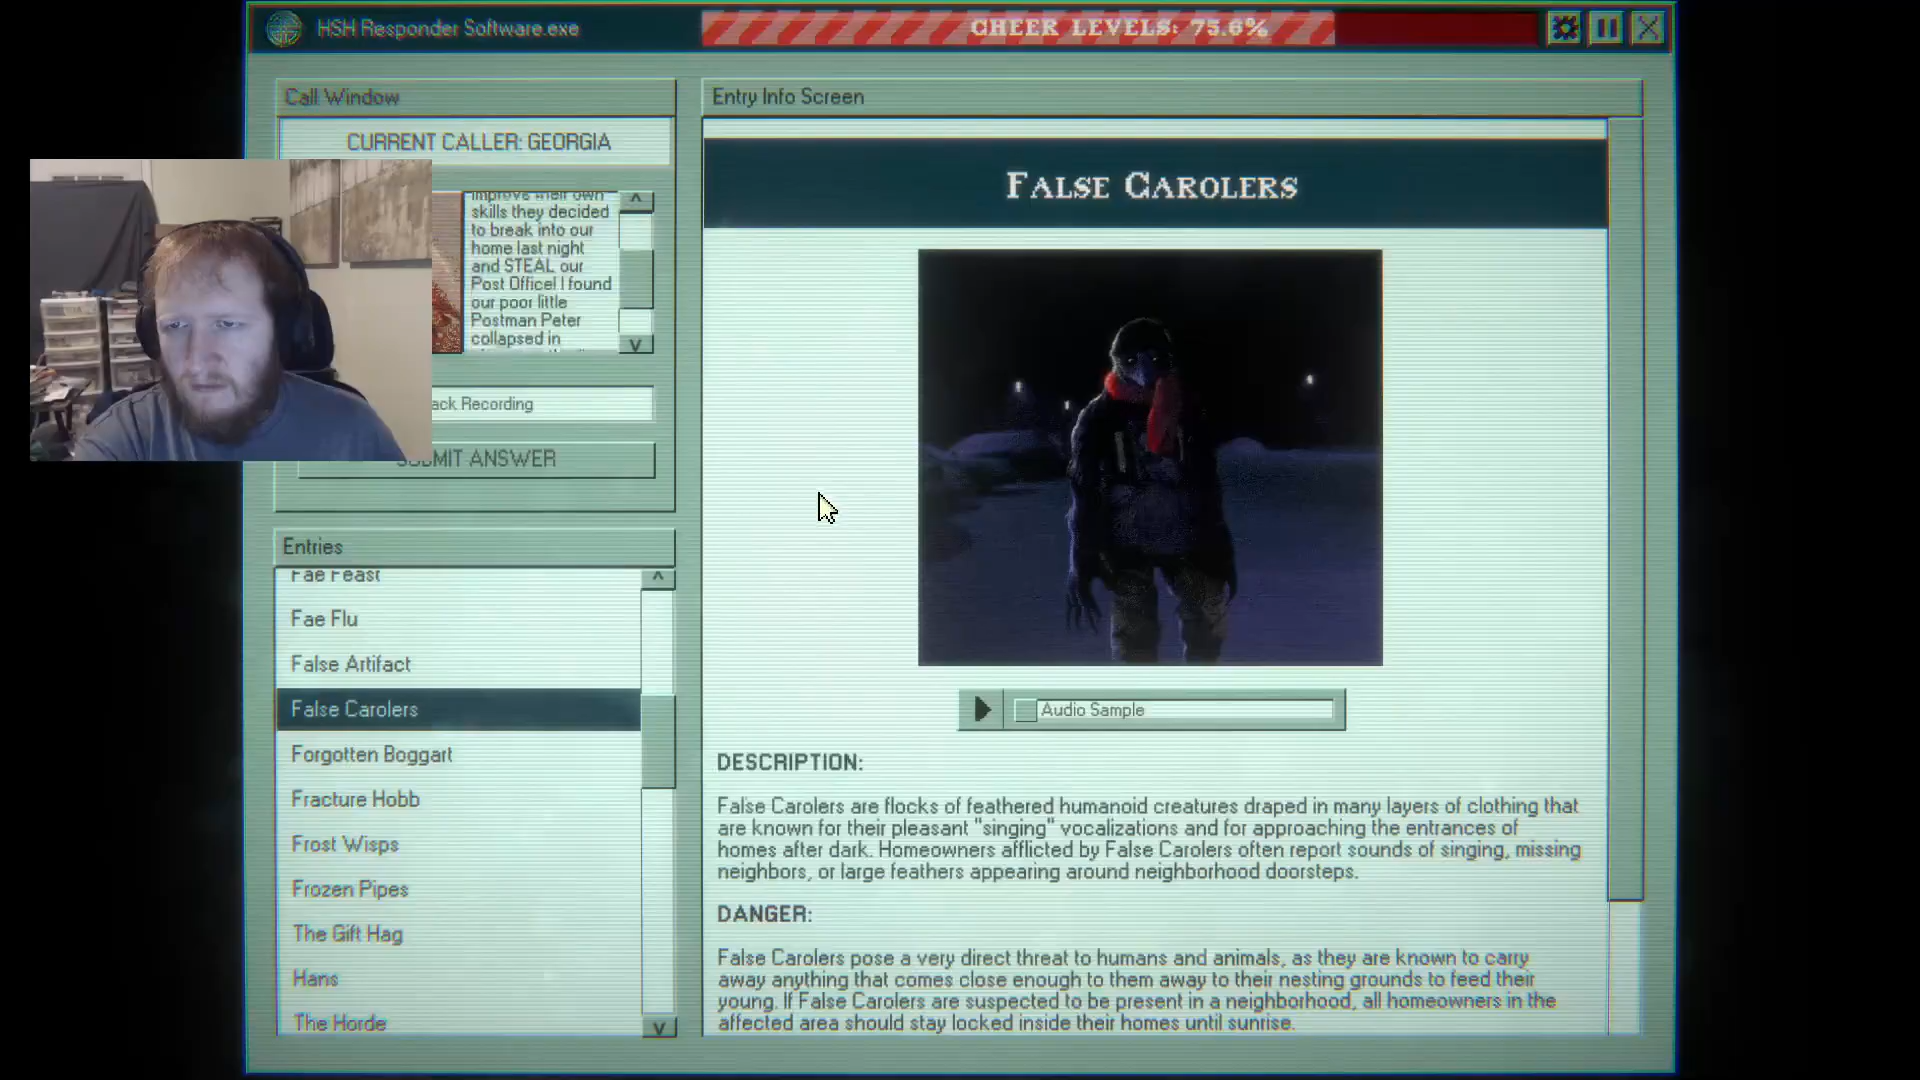 HSH Responder Software.exe
CHEER LEVELS: 75.6%
Call Window
CURRENT CALLER: GEORGIA
improve their own
skills they decided
to break into our
home last night
and STEAL our
Post Office! I found
our poor little
Postman Peter
collapsed in
ack Recording
SUBMIT ANSWER
Entries
Fae Feast
Fae Flu
False Artifact
False Carolers
Forgotten Boggart
Fracture Hobb
Frost Wisps
Frozen Pipes
The Gift Hag
Hans
The Horde
Entry Info Screen
FALSE CAROLERS
Audio Sample
DESCRIPTION:
False Carolers are flocks of feathered humanoid creatures draped in many layers of clothing that
are known for their pleasant "singing" vocalizations and for approaching the entrances of
homes after dark. Homeowners afflicted by False Carolers often report sounds of singing, missing
neighbors, or large feathers appearing around neighborhood doorsteps.
DANGER:
False Carolers pose a very direct threat to humans and animals, as they are known to carry
away anything that comes close enough to them away to their nesting grounds to feed their
young. If False Carolers are suspected to be present in a neighborhood, all homeowners in the
affected area should stay locked inside their homes until sunrise.